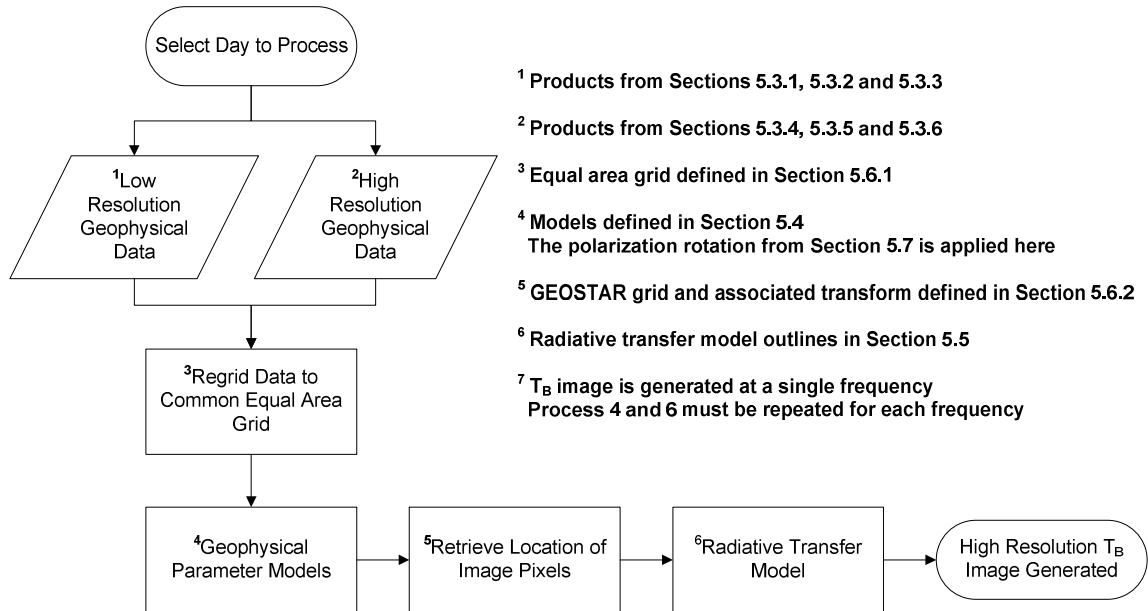 Select Day to Process
¹Low
Resolution
Geophysical
Data
²High
Resolution
Geophysical
Data
³Regrid Data to
Common Equal Area
Grid
⁴Geophysical
Parameter Models
⁵Retrieve Location of
Image Pixels
⁶Radiative Transfer
Model
High Resolution T_B
Image Generated
¹ Products from Sections 5.3.1, 5.3.2 and 5.3.3
² Products from Sections 5.3.4, 5.3.5 and 5.3.6
³ Equal area grid defined in Section 5.6.1
⁴ Models defined in Section 5.4
The polarization rotation from Section 5.7 is applied here
⁵ GEOSTAR grid and associated transform defined in Section 5.6.2
⁶ Radiative transfer model outlines in Section 5.5
⁷ T_B image is generated at a single frequency
Process 4 and 6 must be repeated for each frequency